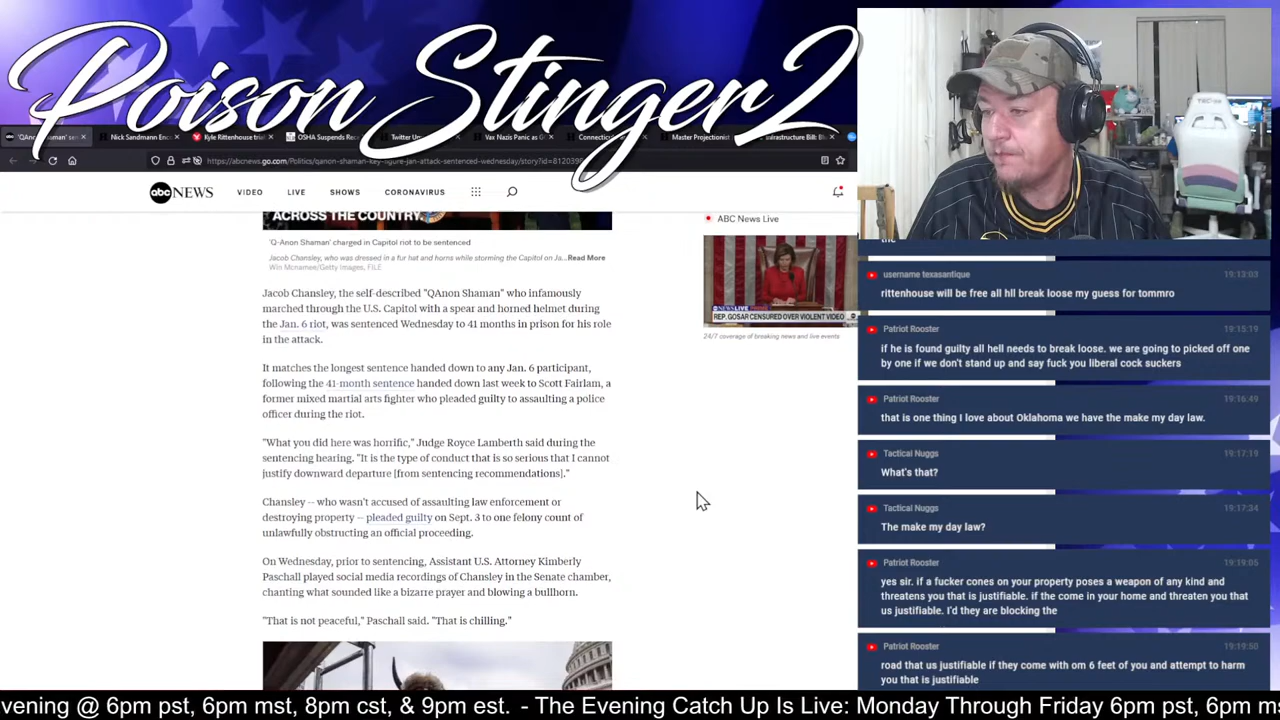 Poison Stinger2
'QAnon Shaman' sen
Nick Sandmann Enco
Kyle Rittenhouse trial
OSHA Suspends
Twitter
Vax Nazis Panic as
Connecticut
Master Projectionist
Infrastructure Bill:
https://abcnews.go.com/Politics/qanon-shaman-key-figure-jan-attack-sentenced-wednesday/story?id=8120395
abc NEWS VIDEO LIVE SHOWS CORONAVIRUS
ACROSS THE COUNTRY
'Q-Anon Shaman' charged in Capitol riot to be sentenced
Jacob Chansley, who was dressed in a fur hat and horns while storming the Capitol on Ja...Read More
Win Mcnamee/Getty Images, FILE
Jacob Chansley, the self-described "QAnon Shaman" who infamously
marched through the U.S. Capitol with a spear and horned helmet during
the Jan. 6 riot, was sentenced Wednesday to 41 months in prison for his role
in the attack.
It matches the longest sentence handed down to any Jan. 6 participant,
following the 41-month sentence handed down last week to Scott Fairlam, a
former mixed martial arts fighter who pleaded guilty to assaulting a police
officer during the riot.
"What you did here was horrific," Judge Royce Lamberth said during the
sentencing hearing. "It is the type of conduct that is so serious that I cannot
justify downward departure [from sentencing recommendations]."
Chansley -- who wasn't accused of assaulting law enforcement or
destroying property -- pleaded guilty on Sept. 3 to one felony count of
unlawfully obstructing an official proceeding.
On Wednesday, prior to sentencing, Assistant U.S. Attorney Kimberly
Paschall played social media recordings of Chansley in the Senate chamber,
chanting what sounded like a bizarre prayer and blowing a bullhorn.
"That is not peaceful," Paschall said. "That is chilling."
ABC News Live
REP. GOSAR CENSURED OVER VIOLENT VIDEO
24/7 coverage of breaking news and live events
the
username texasantique 19:13:03
rittenhouse will be free all hll break loose my guess for tommro
Patriot Rooster 19:15:19
if he is found guilty all hell needs to break loose. we are going to picked off one
by one if we don't stand up and say fuck you liberal cock suckers
Patriot Rooster 19:16:49
that is one thing I love about Oklahoma we have the make my day law.
Tactical Nuggs 19:17:19
What's that?
Tactical Nuggs 19:17:34
The make my day law?
Patriot Rooster 19:19:05
yes sir. if a fucker cones on your property poses a weapon of any kind and
threatens you that is justifiable. if the come in your home and threaten you that
us justifiable. I'd they are blocking the
Patriot Rooster 19:19:50
road that us justifiable if they come with om 6 feet of you and attempt to harm
you that is justifiable
vening @ 6pm pst, 6pm mst, 8pm cst, & 9pm est. - The Evening Catch Up Is Live: Monday Through Friday 6pm pst, 6pm ms